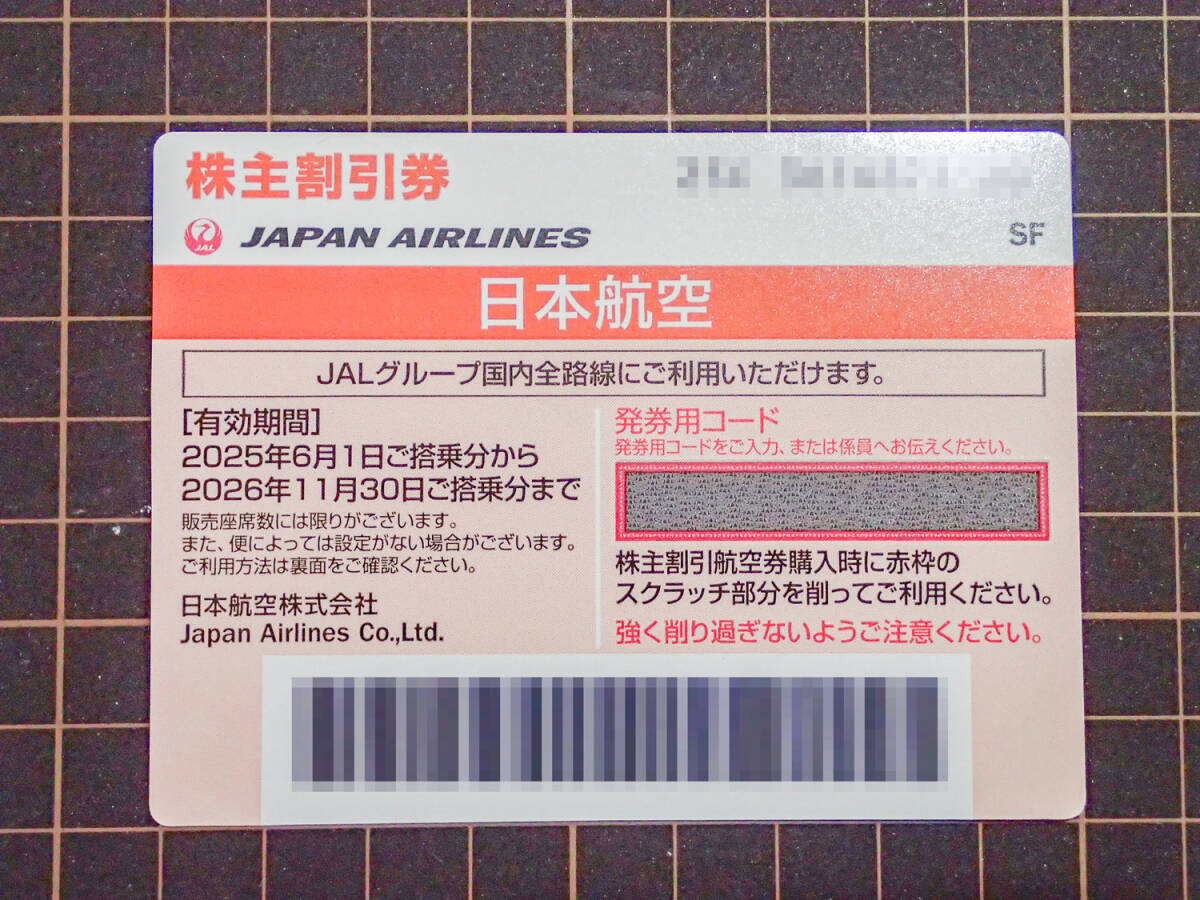 株主割引券
JAL JAPAN AIRLINES
SF
日本航空
JALグループ国内全路線にご利用いただけます。
[有効期間]
2025年6月1日ご搭乗分から
2026年11月30日ご搭乗分まで
販売座席数には限りがございます。
また、便によっては設定がない場合がございます。
ご利用方法は裏面をご確認ください。
日本航空株式会社
Japan Airlines Co.,Ltd.
発券用コード
発券用コードをご入力、または係員へお伝えください。
株主割引航空券購入時に赤枠の
スクラッチ部分を削ってご利用ください。
強く削り過ぎないようご注意ください。